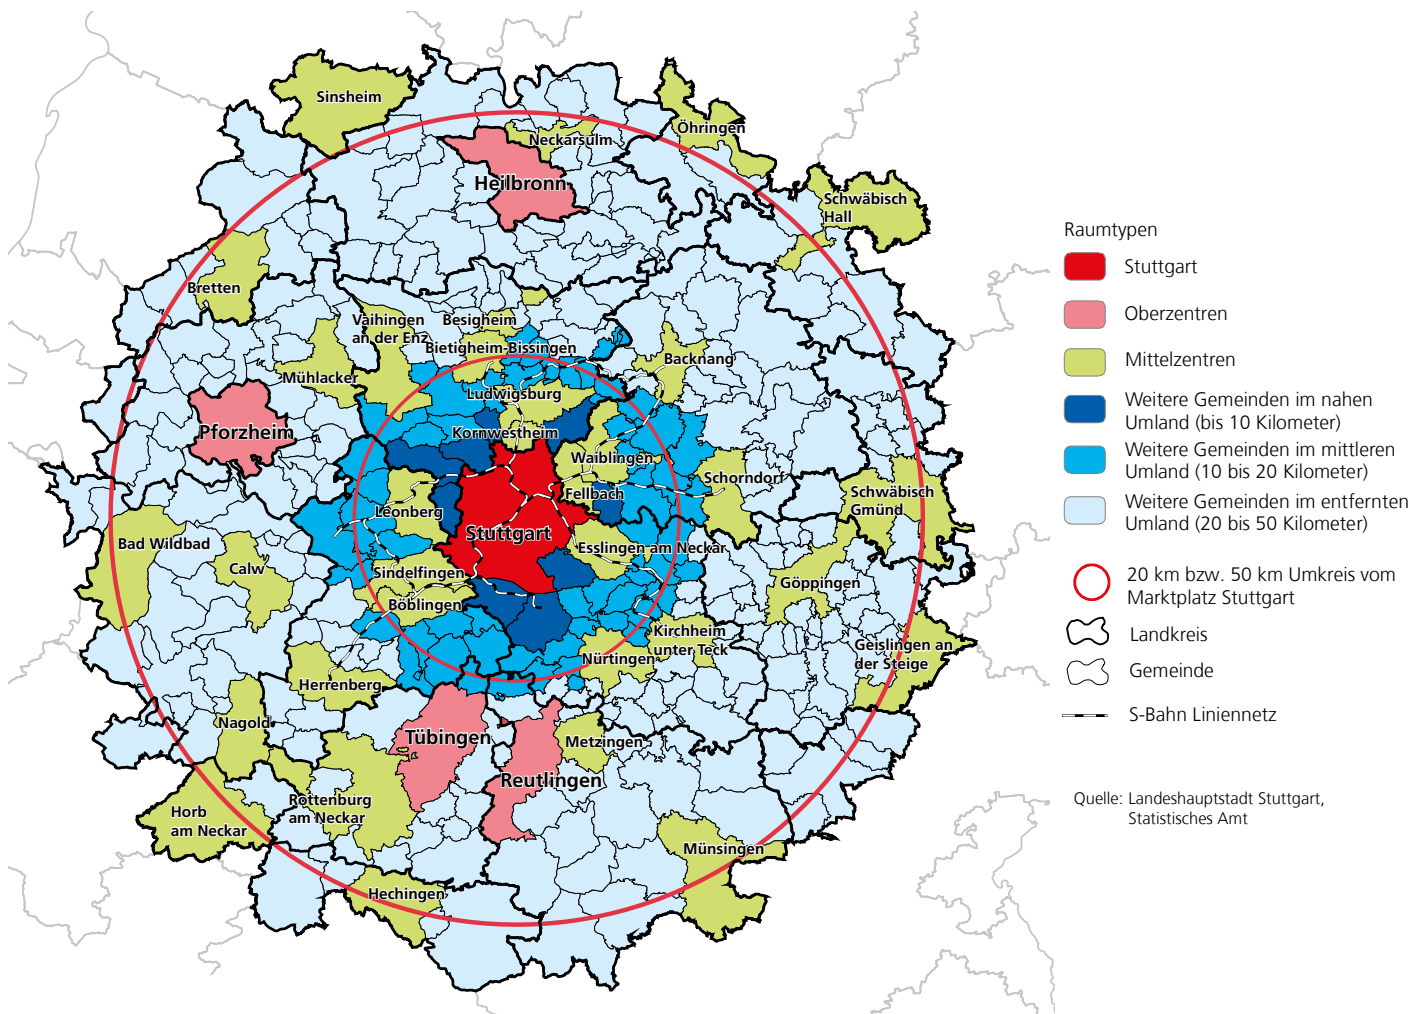 Sinsheim
Öhringen
Neckarsulm
Heilbronn
Schwäbisch
Hall
Bretten
Vaihingen
an der Enz
Besigheim
Bietigheim-Bissingen
Backnang
Mühlacker
Ludwigsburg
Pforzheim
Kornwestheim
Waiblingen
Schorndorf
Fellbach
Schwäbisch
Gmünd
Leonberg
Stuttgart
Bad Wildbad
Esslingen am Neckar
Calw
Sindelfingen
Göppingen
Böblingen
Kirchheim
unter Teck
Geislingen an
der Steige
Nürtingen
Herrenberg
Nagold
Tübingen
Metzingen
Reutlingen
Rottenburg
am Neckar
Horb
am Neckar
Münsingen
Hechingen
Raumtypen
Stuttgart
Oberzentren
Mittelzentren
Weitere Gemeinden im nahen
Umland (bis 10 Kilometer)
Weitere Gemeinden im mittleren
Umland (10 bis 20 Kilometer)
Weitere Gemeinden im entfernten
Umland (20 bis 50 Kilometer)
20 km bzw. 50 km Umkreis vom
Marktplatz Stuttgart
Landkreis
Gemeinde
S-Bahn Liniennetz
Quelle: Landeshauptstadt Stuttgart,
Statistisches Amt